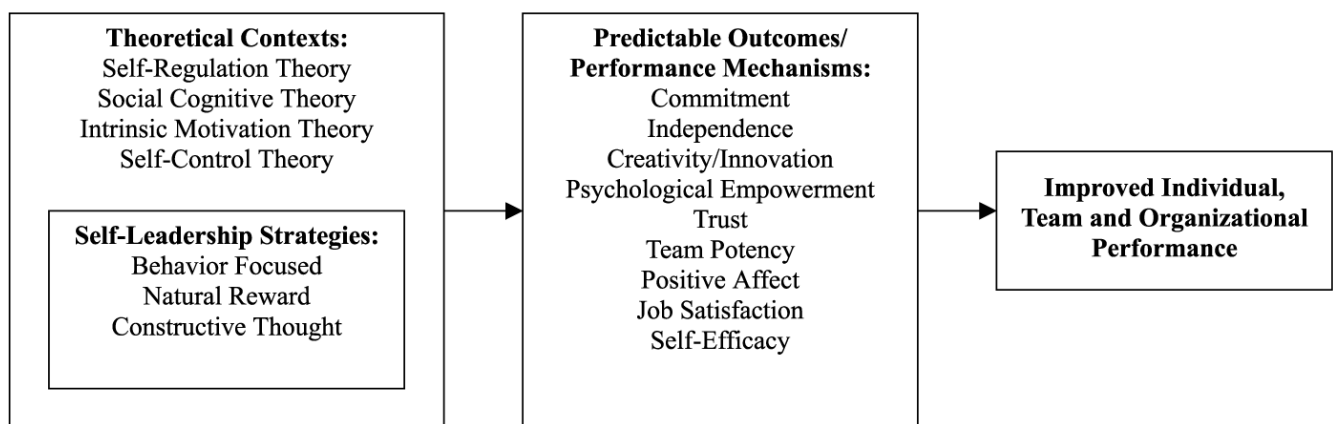 Theoretical Contexts:
Self-Regulation Theory
Social Cognitive Theory
Intrinsic Motivation Theory
Self-Control Theory
Self-Leadership Strategies:
Behavior Focused
Natural Reward
Constructive Thought
Predictable Outcomes/
Performance Mechanisms:
Commitment
Independence
Creativity/Innovation
Psychological Empowerment
Trust
Team Potency
Positive Affect
Job Satisfaction
Self-Efficacy
Improved Individual,
Team and Organizational
Performance